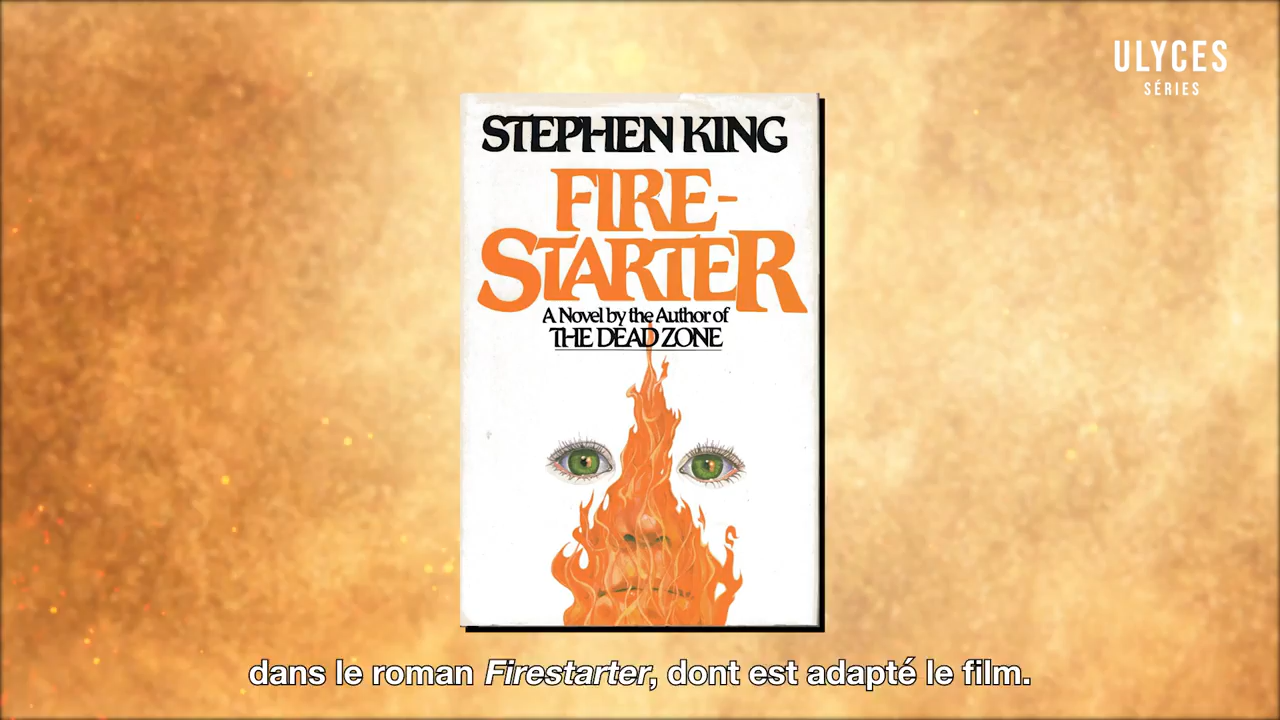 ULYCES
SÉRIES
STEPHEN KING
FIRE-
STARTER
A Novel by the Author of
THE DEAD ZONE
dans le roman Firestarter, dont est adapté le film.